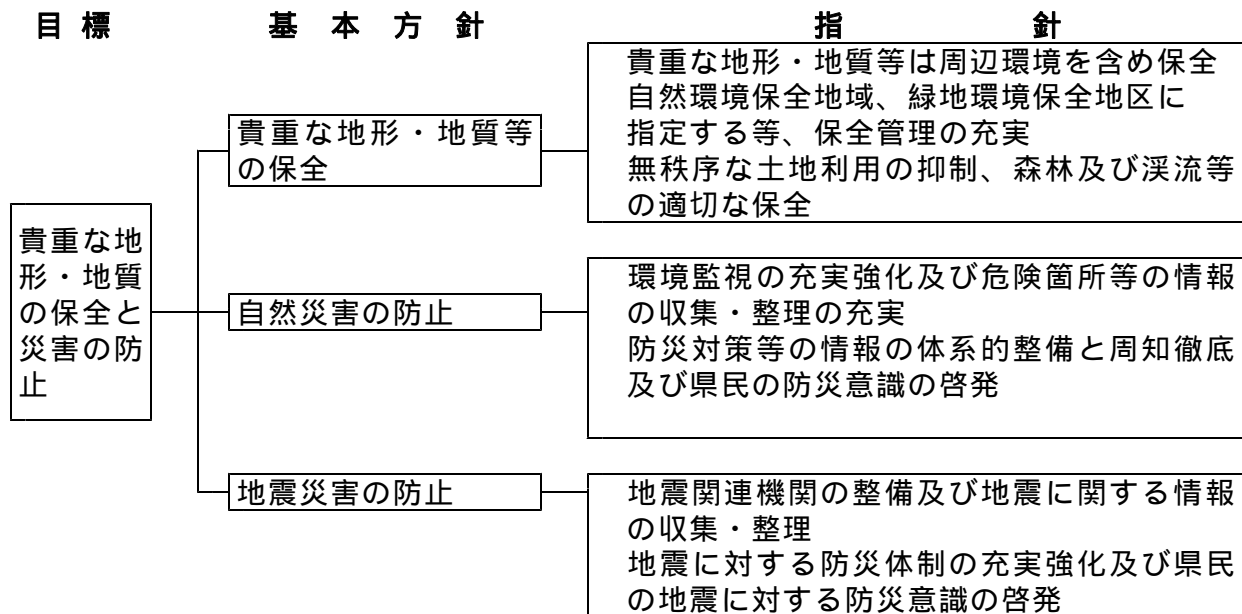 目標
基本方針
指針
貴重な地形・地質等は周辺環境を含め保全
自然環境保全地域、緑地環境保全地区に
指定する等、保全管理の充実
無秩序な土地利用の抑制、森林及び渓流等
の適切な保全
貴重な地形・地質等
の保全
貴重な地
形・地質
の保全と
災害の防
止
自然災害の防止
環境監視の充実強化及び危険箇所等の情報
の収集・整理の充実
防災対策等の情報の体系的整備と周知徹底
及び県民の防災意識の啓発
地震災害の防止
地震関連機関の整備及び地震に関する情報
の収集・整理
地震に対する防災体制の充実強化及び県民
の地震に対する防災意識の啓発